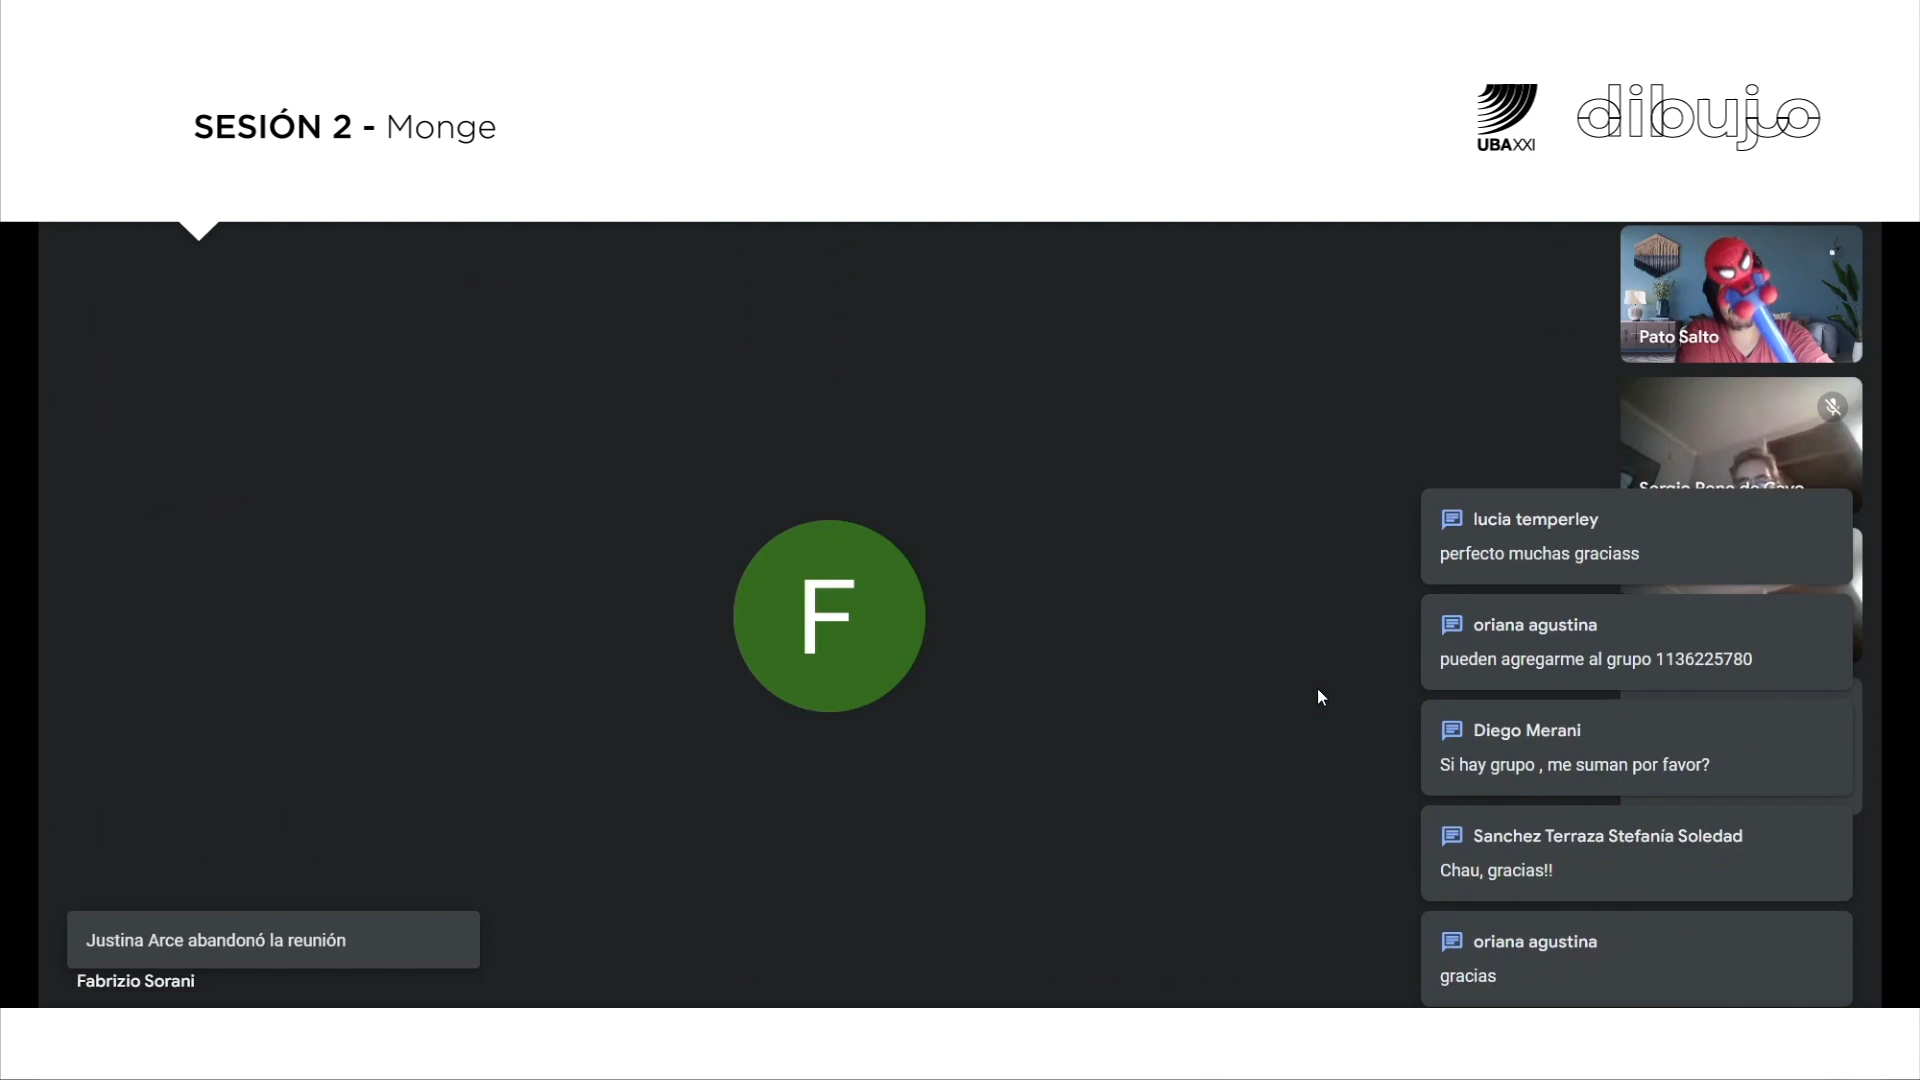 SESIÓN 2 - Monge
UBAXXI
dibujo
Pato Salto
lucia temperley
perfecto muchas graciass
oriana agustina
pueden agregarme al grupo 1136225780
Diego Merani
Si hay grupo , me suman por favor?
Sanchez Terraza Stefanía Soledad
Chau, gracias!!
oriana agustina
gracias
F
Justina Arce abandonó la reunión
Fabrizio Sorani